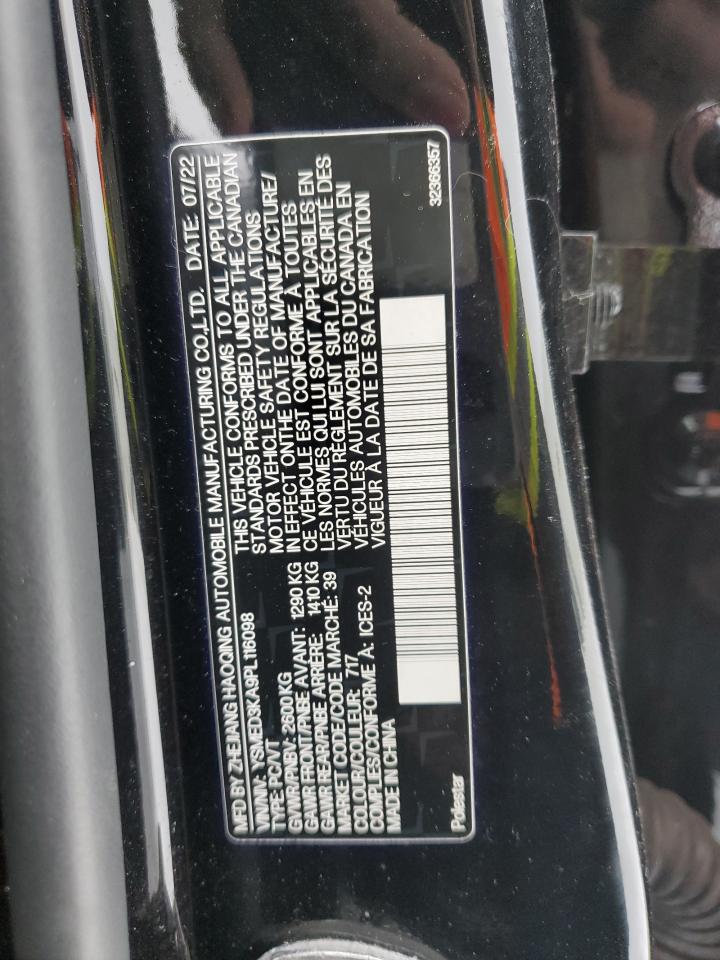 MFD BY ZHEJIANG HAOQING AUTOMOBILE MANUFACTURING CO.,LTD. DATE: 07/22
VIN/NIV: YSMED3KA9PL116098
TYPE: PC/VT
GVWR/PNBV: 2600KG
GAWR FRONT/PNBE AVANT: 1290 KG
GAWR REAR/PNBE ARRIÈRE: 1410 KG
MARKET CODE/CODE MARCHÉ: 39
COLOUR/COULEUR: 717
COMPLIES/CONFORME A: ICES-2
MADE IN CHINA
THIS VEHICLE CONFORMS TO ALL APPLICABLE
STANDARDS PRESCRIBED UNDER THE CANADIAN
MOTOR VEHICLE SAFETY REGULATIONS
IN EFFECT ONTHE DATE OF MANUFACTURE/
CE VÉHICULE EST CONFORME À TOUTES
LES NORMES QUI LUI SONT APPLICABLES EN
VERTU DU RÈGLEMENT SUR LA SÉCURITÉ DES
VÉHICULES AUTOMOBILES DU CANADA EN
VIGUEUR À LA DATE DE SA FABRICATION
Polestar
32366367